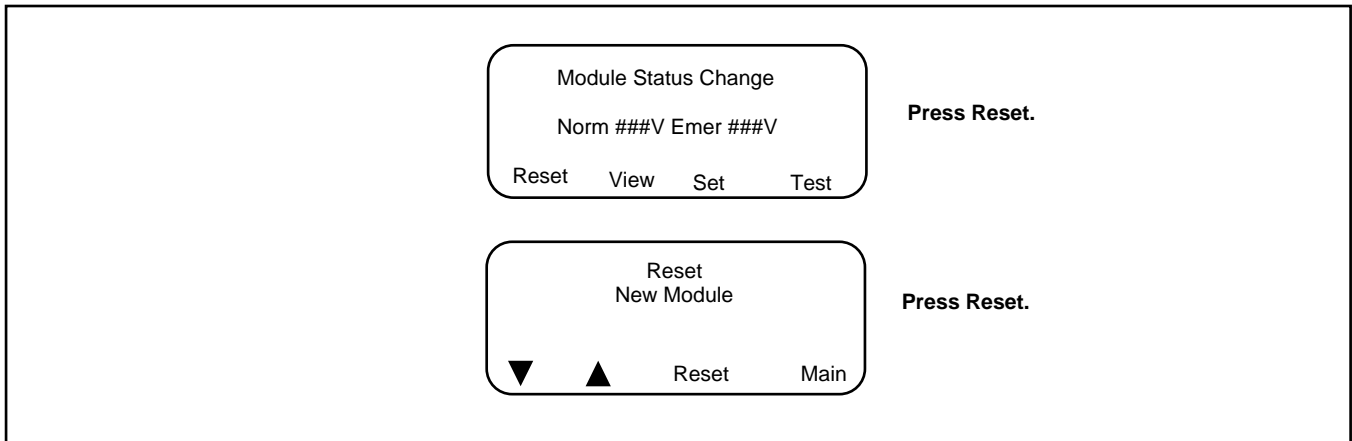 Module Status Change
Norm ###V Emer ###V
Press Reset.
Reset View Set Test
Reset
New Module
Press Reset.
▼ ▲ Reset Main